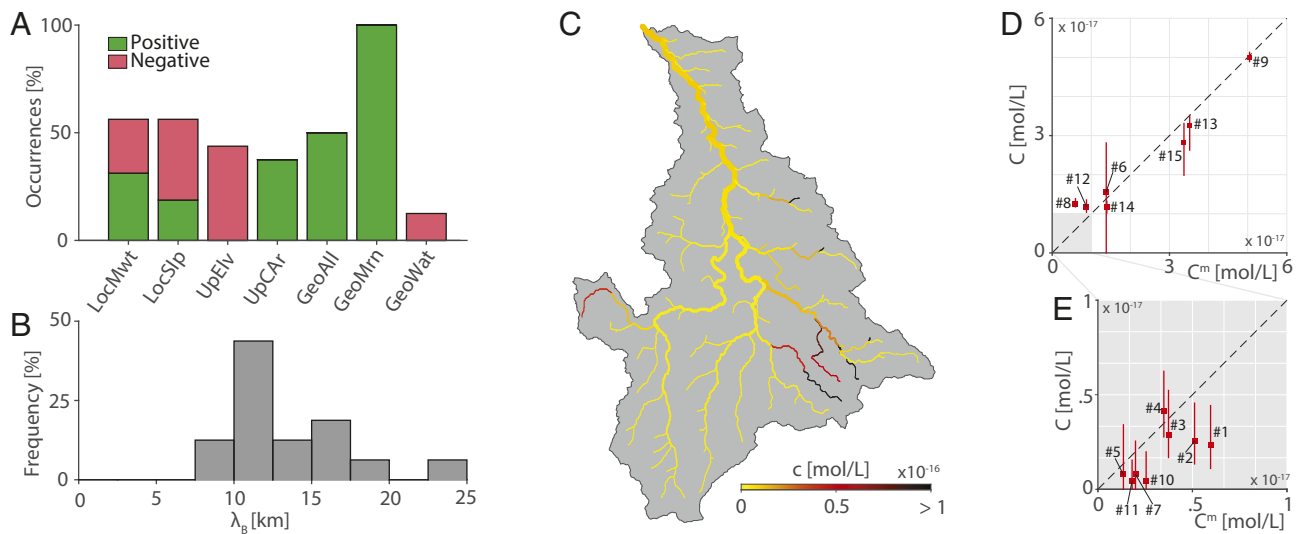 A
Positive
Negative
Occurrences [%]
100
50
0
LocMwt
LocSlp
UpElv
UpCAr
GeoAll
GeoMrn
GeoWat
B
Frequency [%]
50
25
0
0
5
10
15
20
25
λB [km]
C
c [mol/L]
x10-16
0
> 1
D
6
x 10-17
#9
#13
#15
#6
#12
#8
#14
3
0
C [mol/L]
x 10-17
0
3
6
Cm [mol/L]
E
1
x 10-17
#4
#3
#1
#2
#5
#10
#11
#7
.5
0
C [mol/L]
x 10-17
0
.5
1
Cm [mol/L]